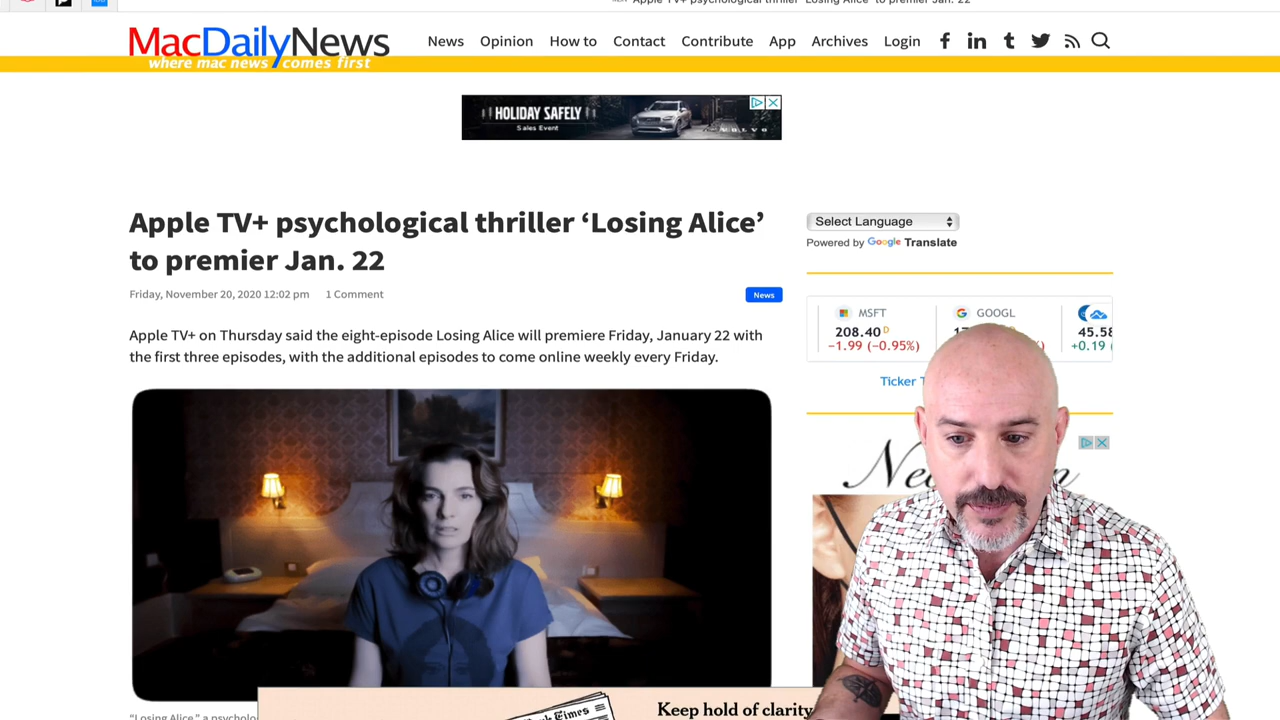 Apple TV+ psychological thriller 'Losing Alice' to premier Jan. 22
MacDailyNews
where mac news comes first
News Opinion How to Contact Contribute App Archives Login
HOLIDAY SAFELY
Sales Event
VOLVO
Apple TV+ psychological thriller ‘Losing Alice’
to premier Jan. 22
Friday, November 20, 2020 12:02 pm 1 Comment
News
Apple TV+ on Thursday said the eight-episode Losing Alice will premiere Friday, January 22 with
the first three episodes, with the additional episodes to come online weekly every Friday.
Select Language
Powered by Google Translate
MSFT
208.40 D
−1.99 (−0.95%)
GOOGL
45.58
+0.19 (
Ticker
Keep hold of clarity